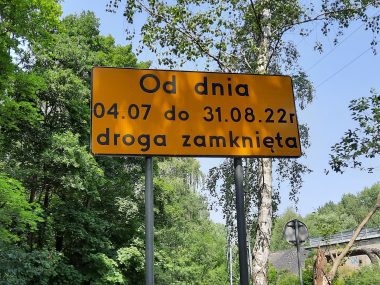 Od dnia
04.07 do 31.08.22r
droga zamknięta